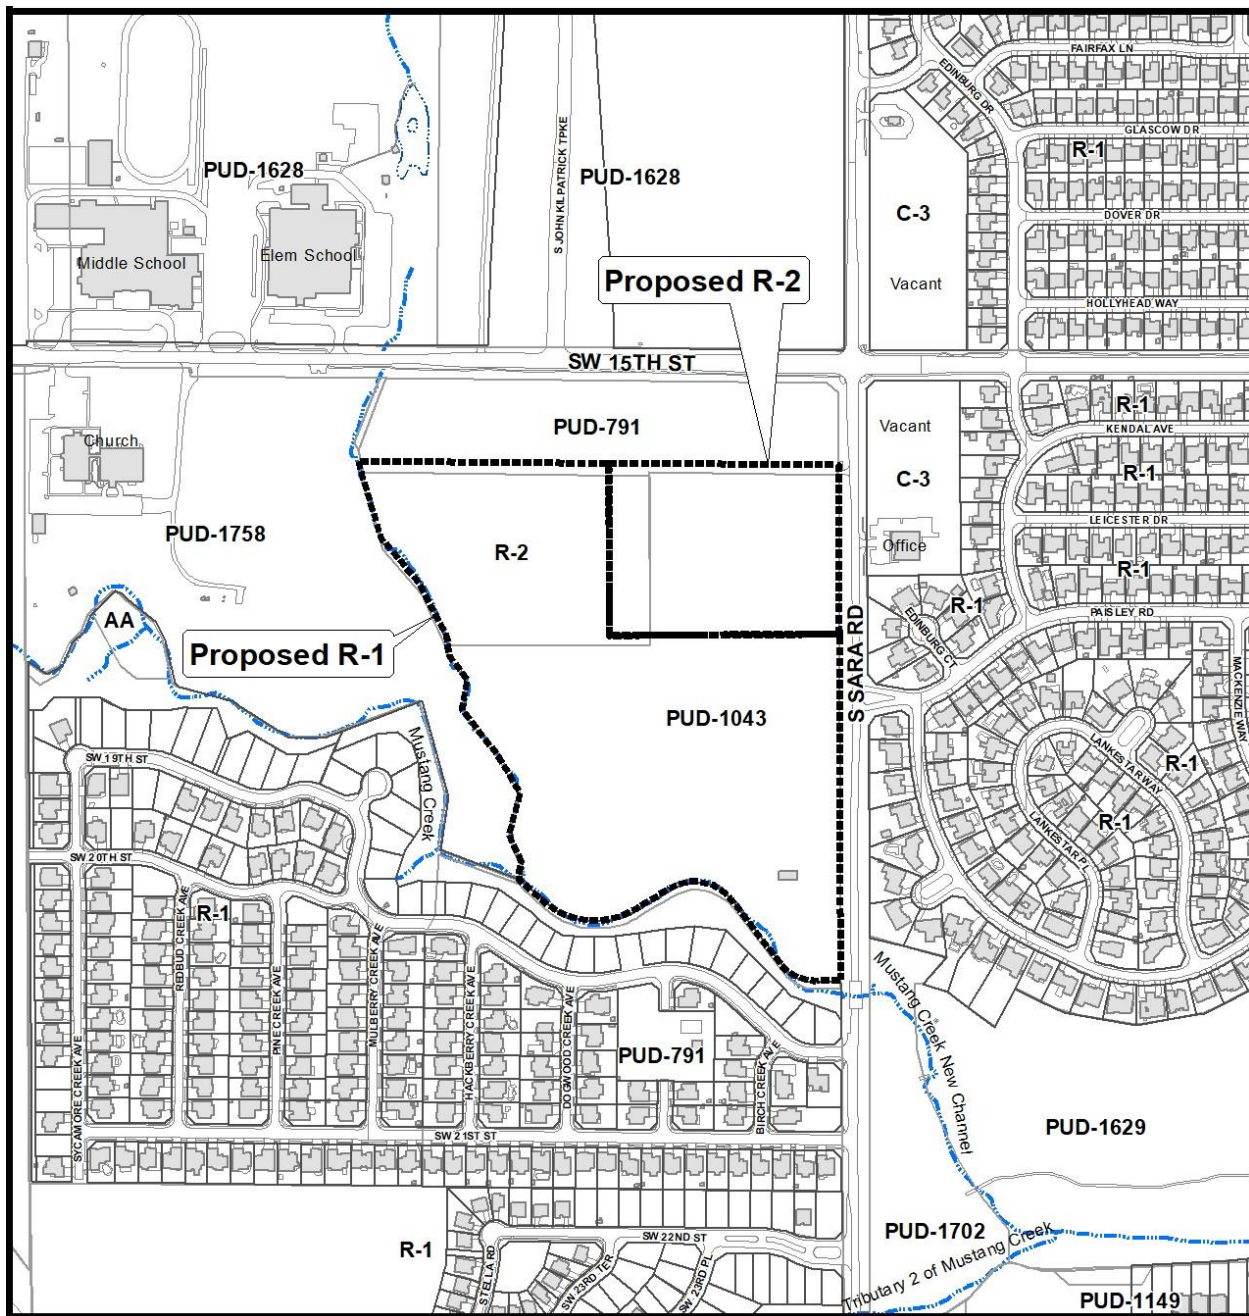 FAIRFAX LN
EDINBURG DR
GLASCOW DR
R-1
PUD-1628
S JOHN KILPATRICK TPKE
PUD-1628
C-3
DOVER DR
Middle School
Elem School
Vacant
Proposed R-2
HOLLYHEAD WAY
SW 15TH ST
R-1
PUD-791
Vacant
KENDAL AVE
Church
R-1
C-3
LEICESTER DR
PUD-1758
R-2
Office
R-1
R-1
EDINBURG CT
PAISLEY RD
AA
Proposed R-1
S SARA RD
MACKENZIE WAY
PUD-1043
Mustang Creek
LANKESTAR WAY
R-1
SW 19TH ST
R-1
LANKESTAR PL
SW 20TH ST
R-1
REDBUD CREEK AVE
PINE CREEK AVE
MULBERRY CREEK AVE
HACKBERRY CREEK AVE
DOGWOOD CREEK AVE
Mustang Creek New Channel
SYCAMORE CREEK AVE
PUD-791
BIRCH CREEK AVE
SW 21ST ST
PUD-1629
R-1
STELLA RD
SW 22ND ST
SW 23RD TER
SW 23RD PL
PUD-1702
Tributary 2 of Mustang Creek
PUD-1149